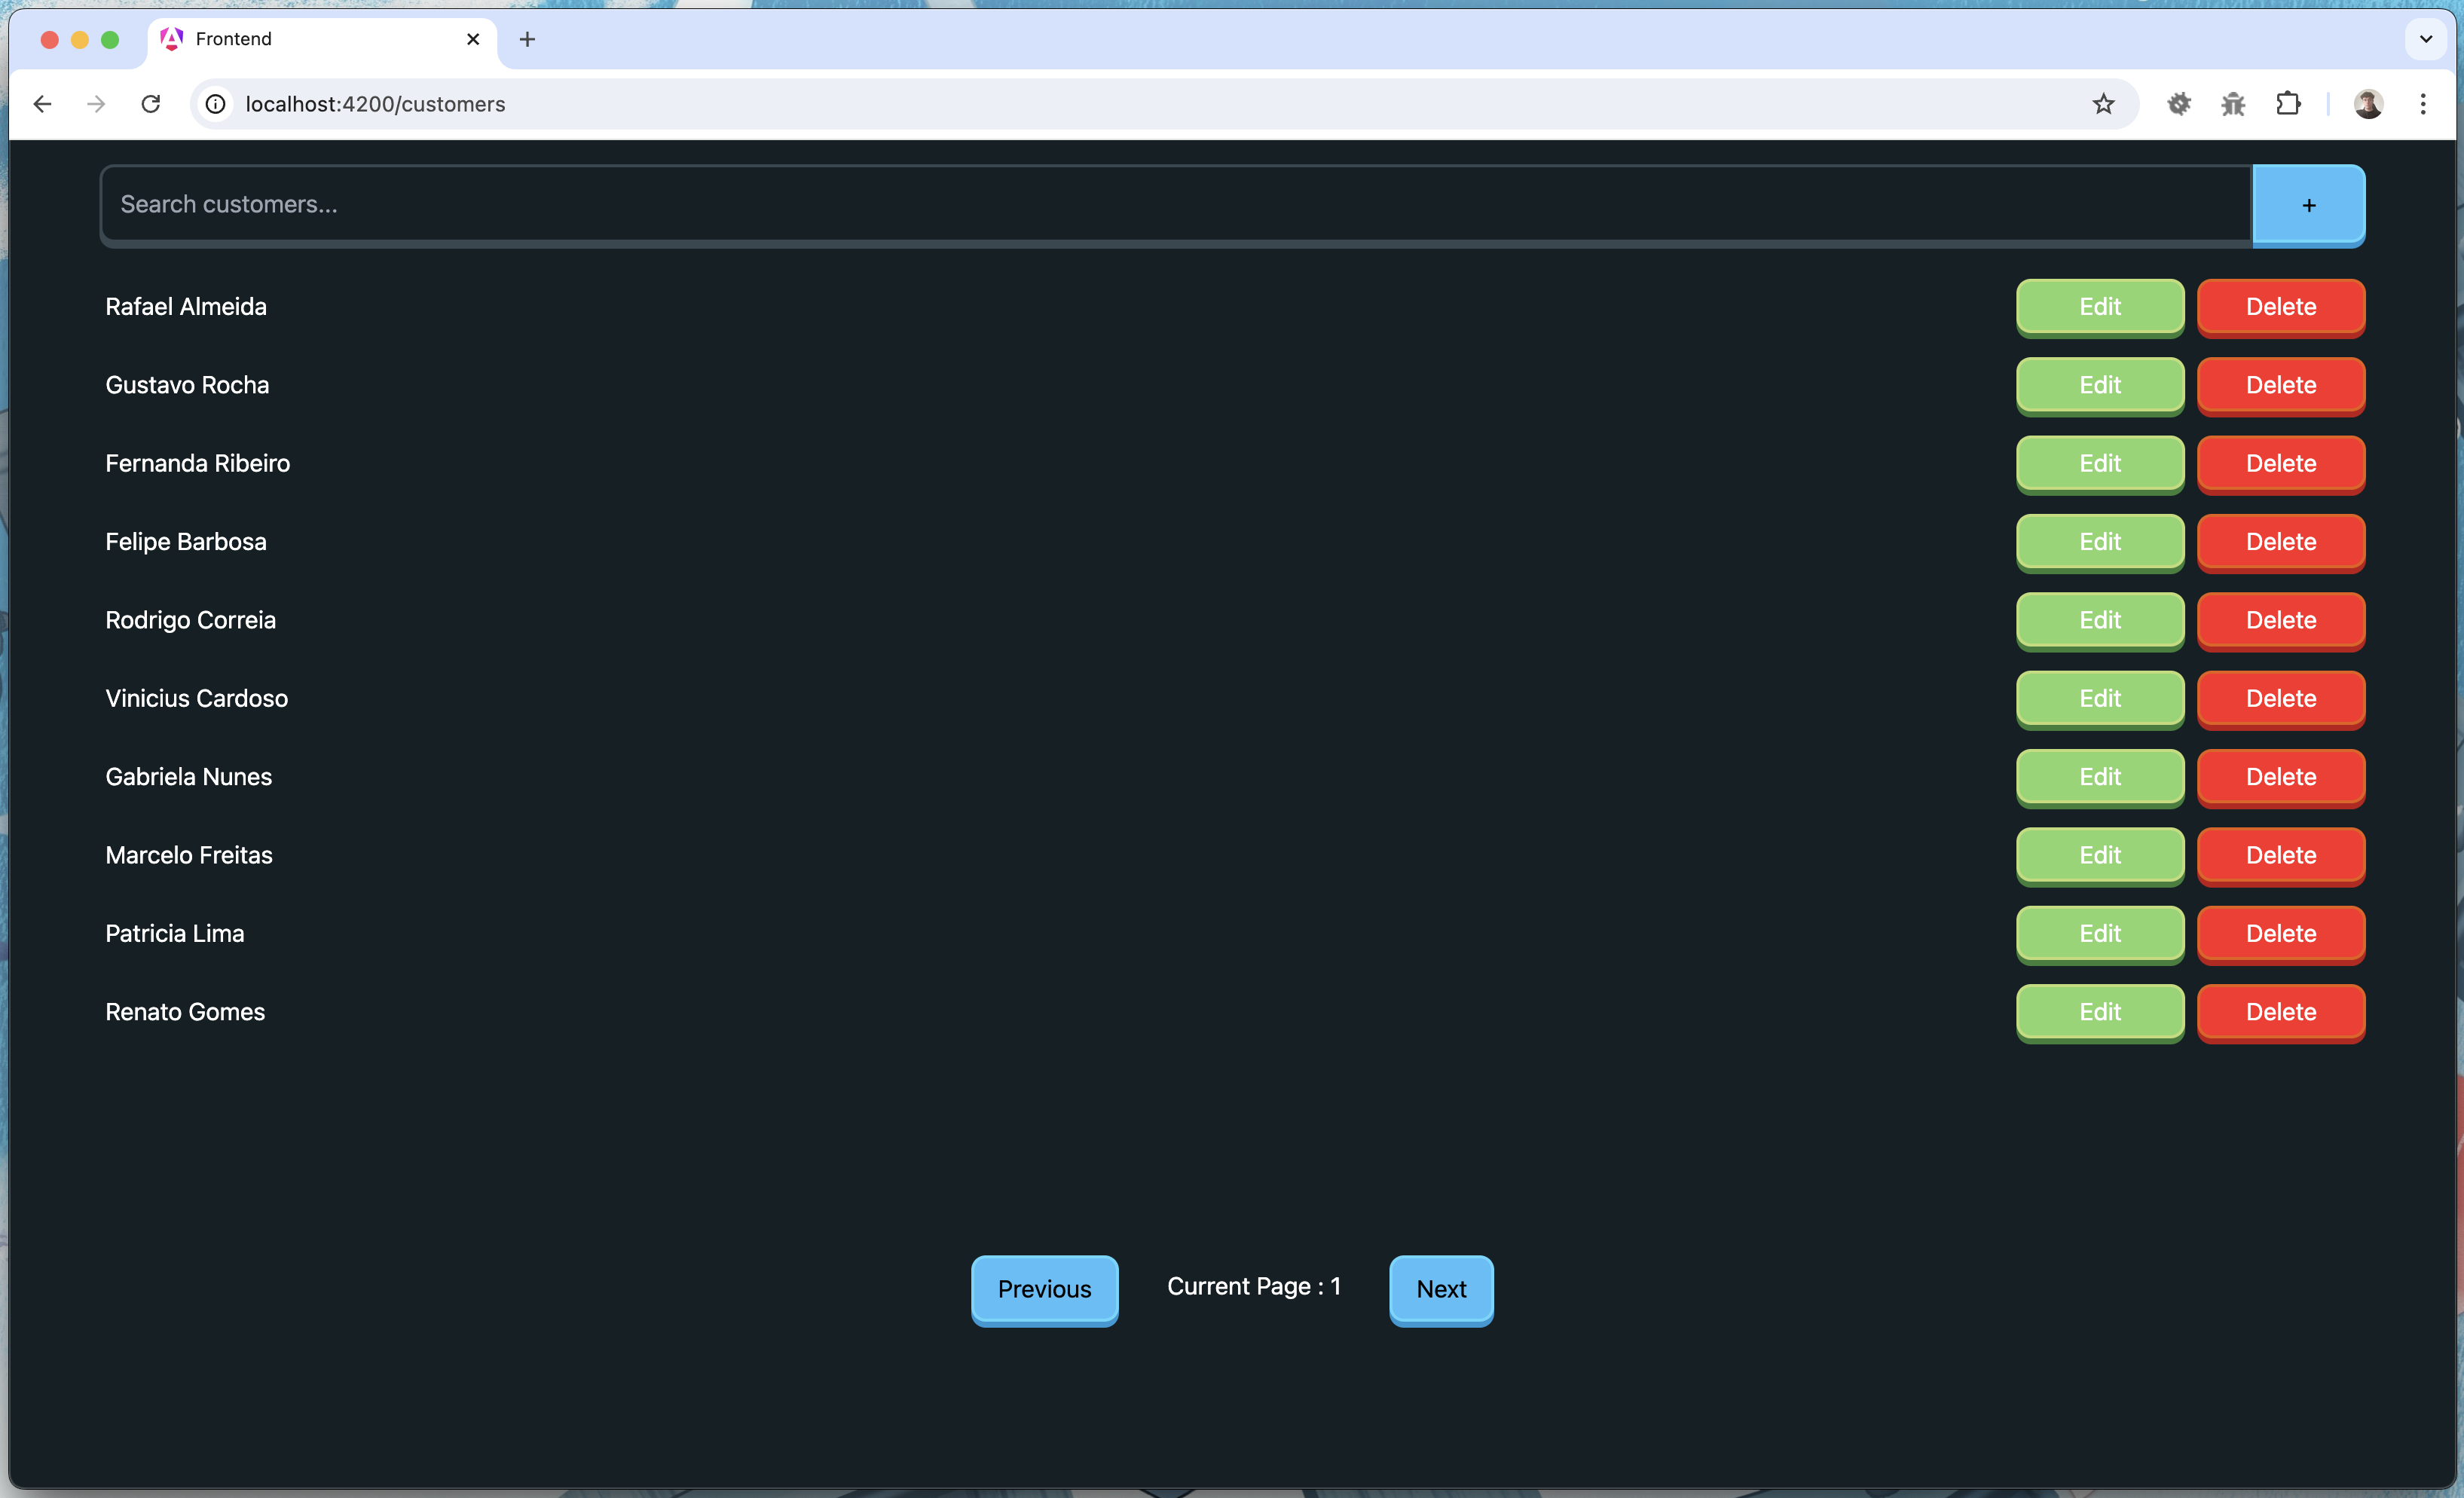 Frontend
localhost:4200/customers
Search customers...
+
Rafael Almeida Edit Delete
Gustavo Rocha Edit Delete
Fernanda Ribeiro Edit Delete
Felipe Barbosa Edit Delete
Rodrigo Correia Edit Delete
Vinicius Cardoso Edit Delete
Gabriela Nunes Edit Delete
Marcelo Freitas Edit Delete
Patricia Lima Edit Delete
Renato Gomes Edit Delete
Previous Current Page : 1 Next